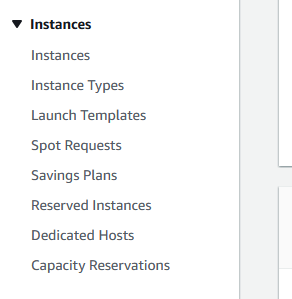 Instances
Instances
Instance Types
Launch Templates
Spot Requests
Savings Plans
Reserved Instances
Dedicated Hosts
Capacity Reservations